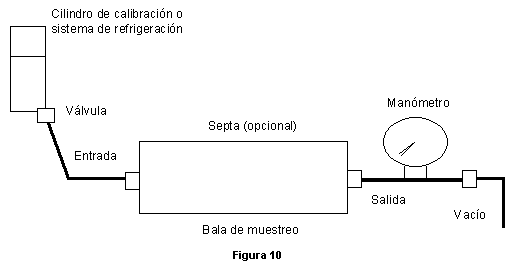 Cilindro de calibración o
sistema de refrigeración
Válvula
Manómetro
Septa (opcional)
Entrada
Salida
Vacío
Bala de muestreo
Figura 10